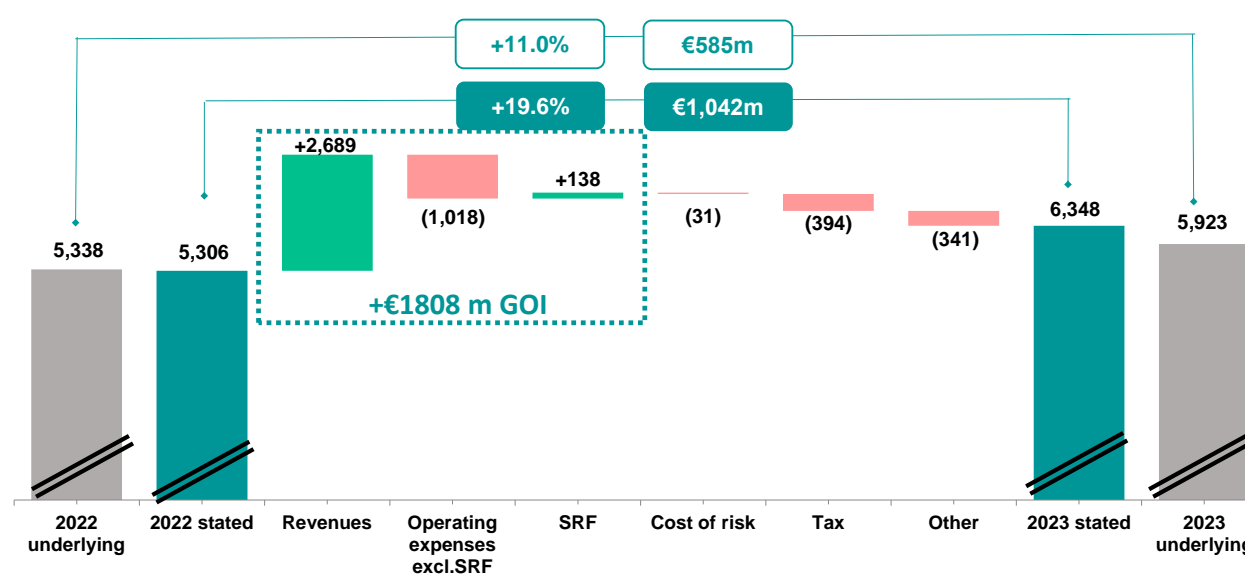 +11.0%
€585m
+19.6%
€1,042m
+2,689
(1,018)
+138
(31)
(394)
(341)
5,338
5,306
6,348
5,923
+€1808 m GOI
2022
underlying
2022 stated
Revenues
Operating
expenses
excl.SRF
SRF
Cost of risk
Tax
Other
2023 stated
2023
underlying